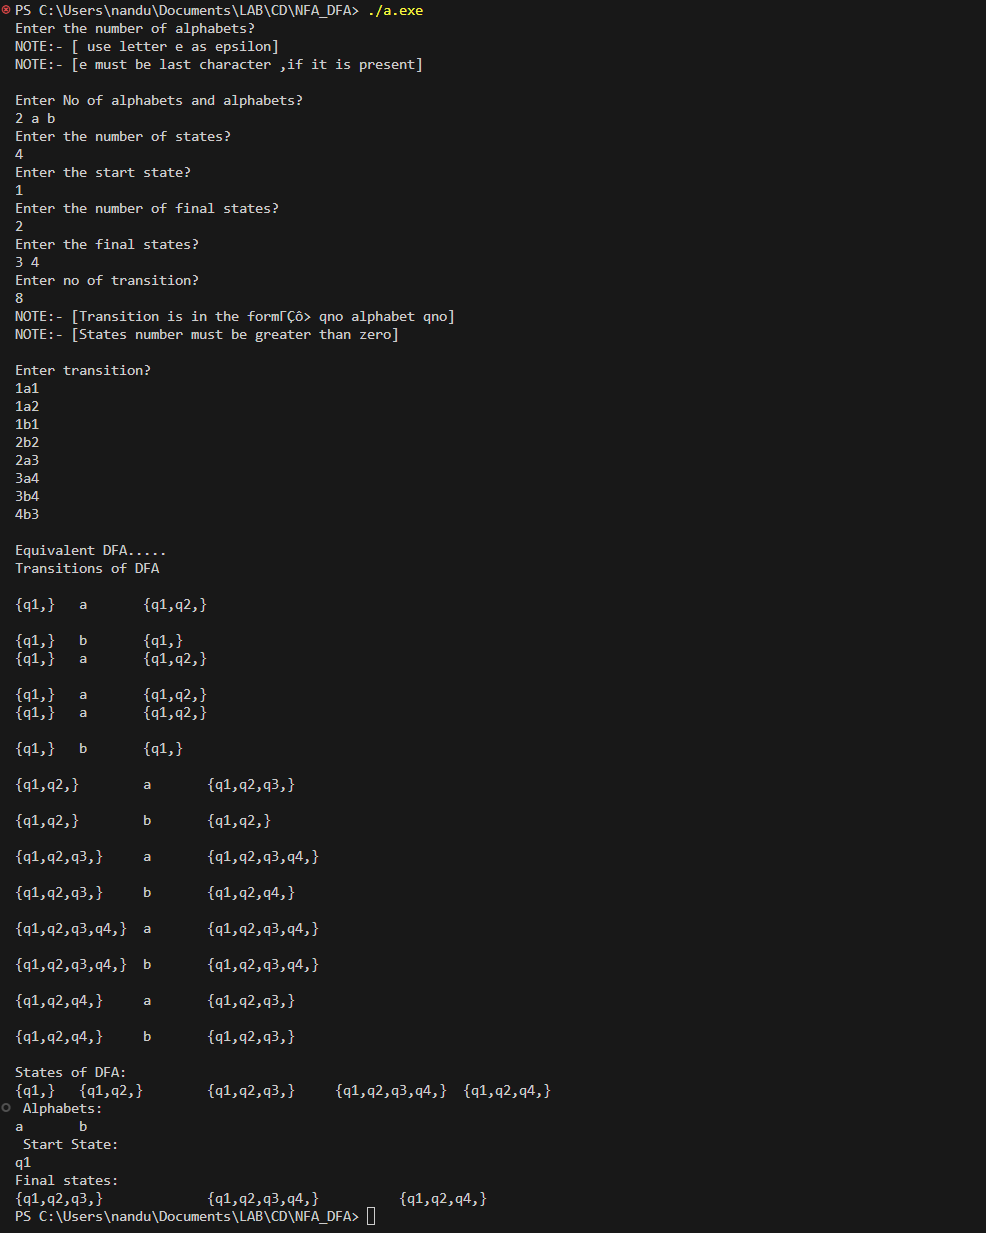 PS C:\Users\nandu\Documents\LAB\CD\NFA_DFA> ./a.exe
Enter the number of alphabets?
NOTE:- [ use letter e as epsilon]
NOTE:- [e must be last character ,if it is present]
Enter No of alphabets and alphabets?
2 a b
Enter the number of states?
4
Enter the start state?
1
Enter the number of final states?
2
Enter the final states?
3 4
Enter no of transition?
8
NOTE:- [Transition is in the formΓÇô> qno alphabet qno]
NOTE:- [States number must be greater than zero]
Enter transition?
1a1
1a2
1b1
2b2
2a3
3a4
3b4
4b3
Equivalent DFA.....
Transitions of DFA
{q1,} a {q1,q2,}
{q1,} b {q1,}
{q1,} a {q1,q2,}
{q1,} a {q1,q2,}
{q1,} a {q1,q2,}
{q1,} b {q1,}
{q1,q2,} a {q1,q2,q3,}
{q1,q2,} b {q1,q2,}
{q1,q2,q3,} a {q1,q2,q3,q4,}
{q1,q2,q3,} b {q1,q2,q4,}
{q1,q2,q3,q4,} a {q1,q2,q3,q4,}
{q1,q2,q3,q4,} b {q1,q2,q3,q4,}
{q1,q2,q4,} a {q1,q2,q3,}
{q1,q2,q4,} b {q1,q2,q3,}
States of DFA:
{q1,} {q1,q2,} {q1,q2,q3,} {q1,q2,q3,q4,} {q1,q2,q4,}
Alphabets:
a b
Start State:
q1
Final states:
{q1,q2,q3,} {q1,q2,q3,q4,} {q1,q2,q4,}
PS C:\Users\nandu\Documents\LAB\CD\NFA_DFA>